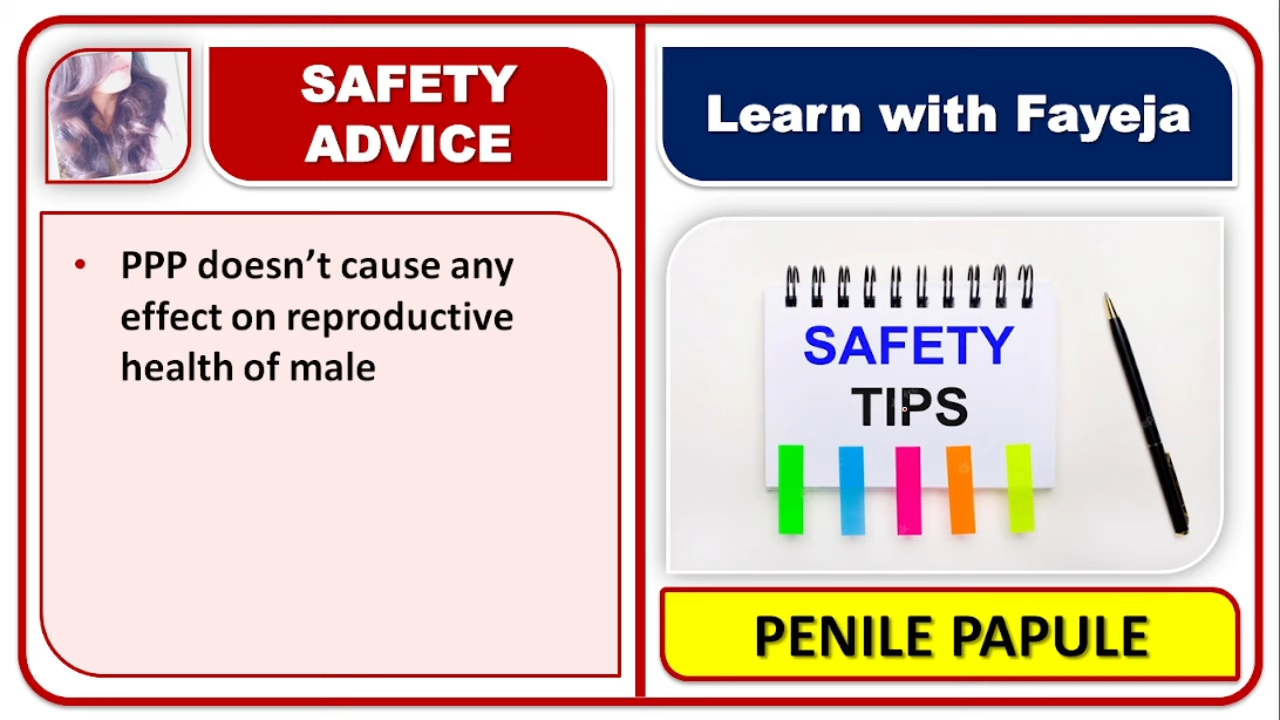 SAFETY
ADVICE
Learn with Fayeja
• PPP doesn’t cause any
effect on reproductive
health of male
SAFETY
TIPS
PENILE PAPULE